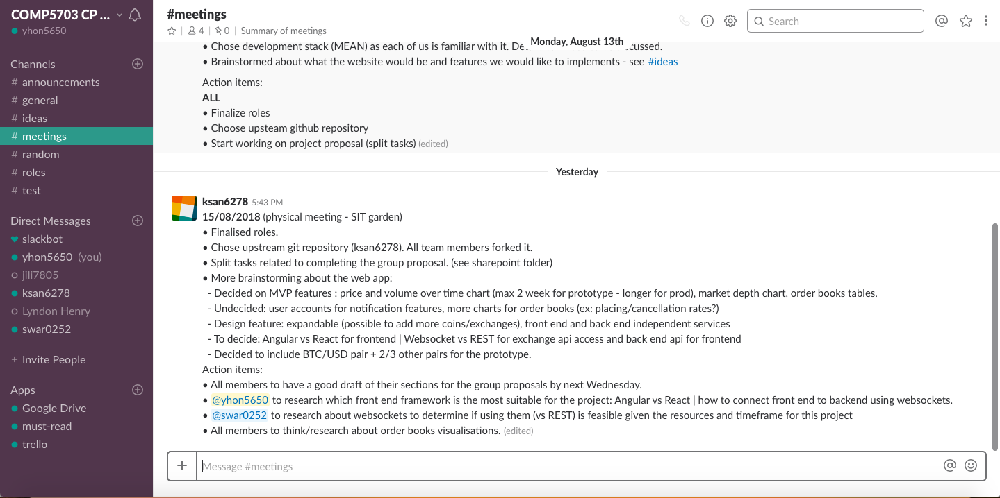 COMP5703 CP ...
yhon5650
Channels
# announcements
# general
# ideas
# meetings
# random
# roles
# test
Direct Messages
slackbot
yhon5650 (you)
jili7805
ksan6278
Lyndon Henry
swar0252
+ Invite People
Apps
Google Drive
must-read
trello
#meetings
4 | 0 | Summary of meetings
Search
Monday, August 13th
• Chose development stack (MEAN) as each of us is familiar with it. cussed.
• Brainstormed about what the website would be and features we would like to implements - see #ideas
Action items:
ALL
• Finalize roles
• Choose upsteam github repository
• Start working on project proposal (split tasks) (edited)
Yesterday
ksan6278 5:43 PM
15/08/2018 (physical meeting - SIT garden)
• Finalised roles.
• Chose upstream git repository (ksan6278). All team members forked it.
• Split tasks related to completing the group proposal. (see sharepoint folder)
• More brainstorming about the web app:
- Decided on MVP features : price and volume over time chart (max 2 week for prototype - longer for prod), market depth chart, order books tables.
- Undecided: user accounts for notification features, more charts for order books (ex: placing/cancellation rates?)
- Design feature: expandable (possible to add more coins/exchanges), front end and back end independent services
- To decide: Angular vs React for frontend | Websocket vs REST for exchange api access and back end api for frontend
- Decided to include BTC/USD pair + 2/3 other pairs for the prototype.
Action items:
• All members to have a good draft of their sections for the group proposals by next Wednesday.
• @yhon5650 to research which front end framework is the most suitable for the project: Angular vs React | how to connect front end to backend using websockets.
• @swar0252 to research about websockets to determine if using them (vs REST) is feasible given the resources and timeframe for this project
• All members to think/research about order books visualisations. (edited)
Message #meetings